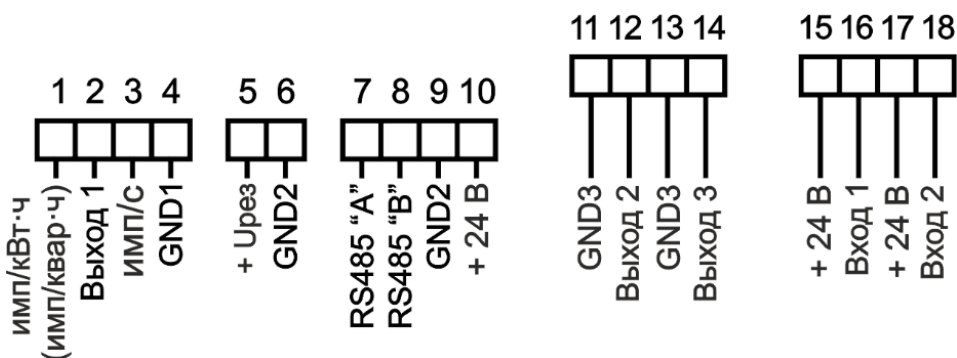 11 12 13 14
15 16 17 18
1 2 3 4
5 6
7 8 9 10
имп/кВт·ч
(имп/квар·ч)
Выход 1
имп/с
GND1
+ Uрез
GND2
RS485 “A”
RS485 “B”
GND2
+ 24 В
GND3
Выход 2
GND3
Выход 3
+ 24 В
Вход 1
+ 24 В
Вход 2